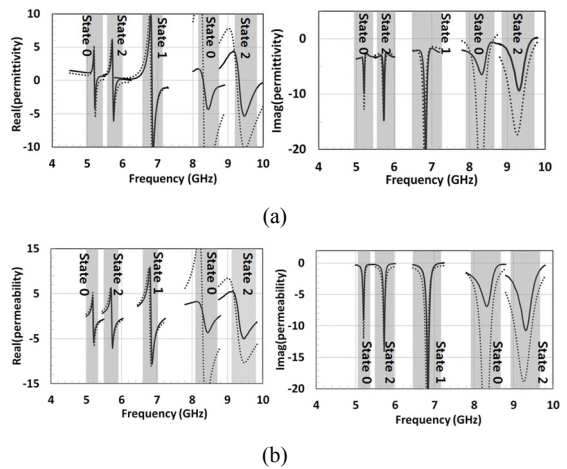 10
5
0
-5
-10
Real(permittivity)
State 0
State 2
State 1
State 0
State 2
4 5 6 7 8 9 10
Frequency (GHz)
0
-10
-20
Imag(permittivity)
State 0
State 2
State 1
State 0
State 2
4 5 6 7 8 9 10
Frequency (GHz)
(a)
15
5
-5
-15
Real(permeability)
State 0
State 2
State 1
State 0
State 2
4 5 6 7 8 9 10
Frequency (GHz)
0
-5
-10
-15
-20
Imag(permeability)
State 0
State 2
State 1
State 0
State 2
4 5 6 7 8 9 10
Frequency (GHz)
(b)